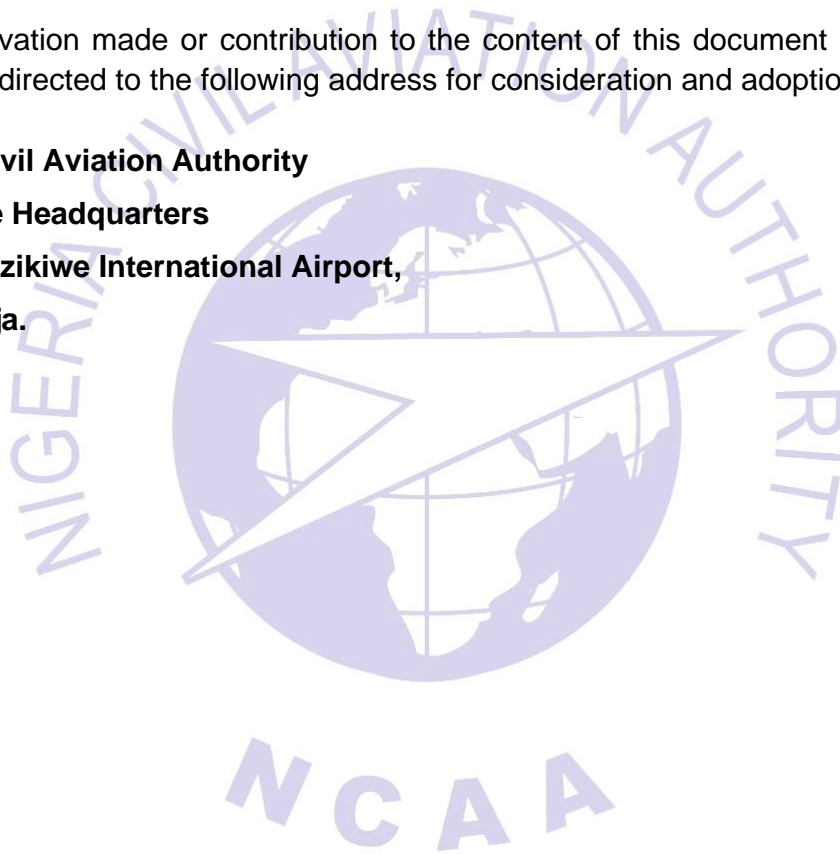 vation made or contribution to the content of this document
directed to the following address for consideration and adoptio
vil Aviation Authority
e Headquarters
zikiwe International Airport,
ja.
NIGERIA CIVIL AVIATION AUTHORITY
NCAA